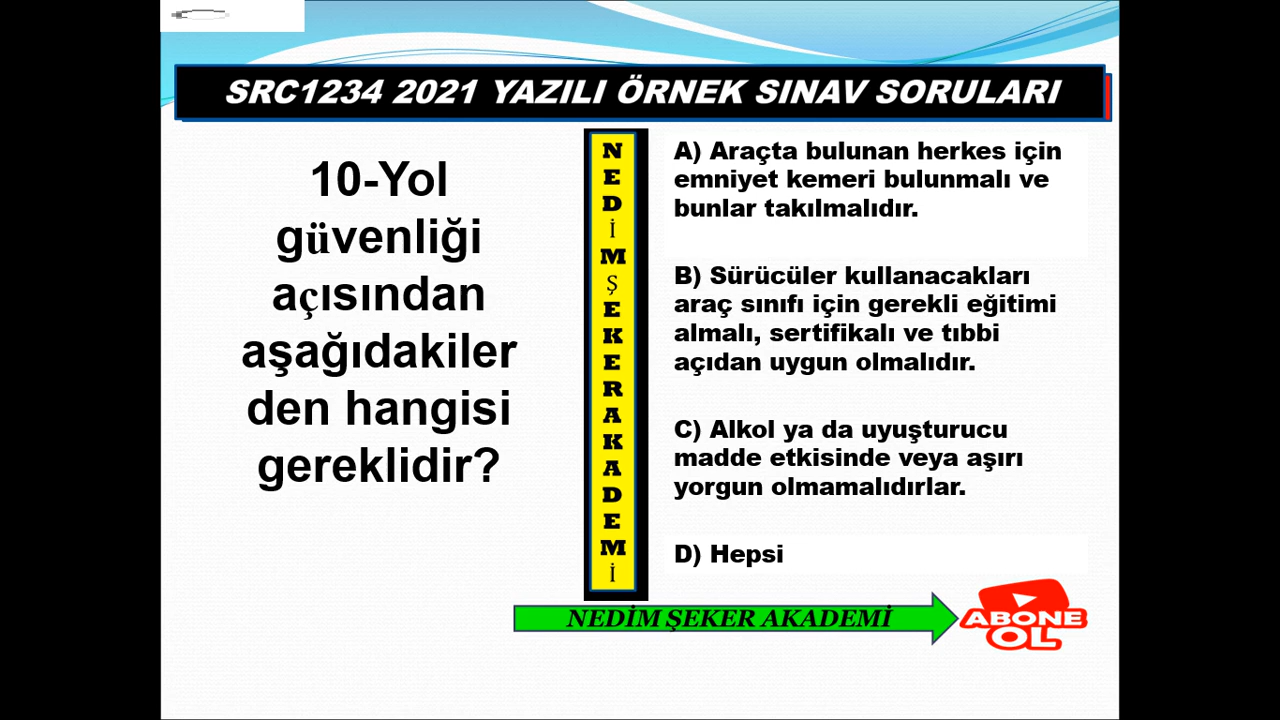 SRC1234 2021 YAZILI ÖRNEK SINAV SORULARI
10-Yol
güvenliği
açısından
aşağıdakiler
den hangisi
gereklidir?
NEDİMŞEKERAKADEMİ
A) Araçta bulunan herkes için
emniyet kemeri bulunmalı ve
bunlar takılmalıdır.
B) Sürücüler kullanacakları
araç sınıfı için gerekli eğitimi
almalı, sertifikalı ve tıbbi
açıdan uygun olmalıdır.
C) Alkol ya da uyuşturucu
madde etkisinde veya aşırı
yorgun olmamalıdırlar.
D) Hepsi
NEDİM ŞEKER AKADEMİ
ABONE
OL